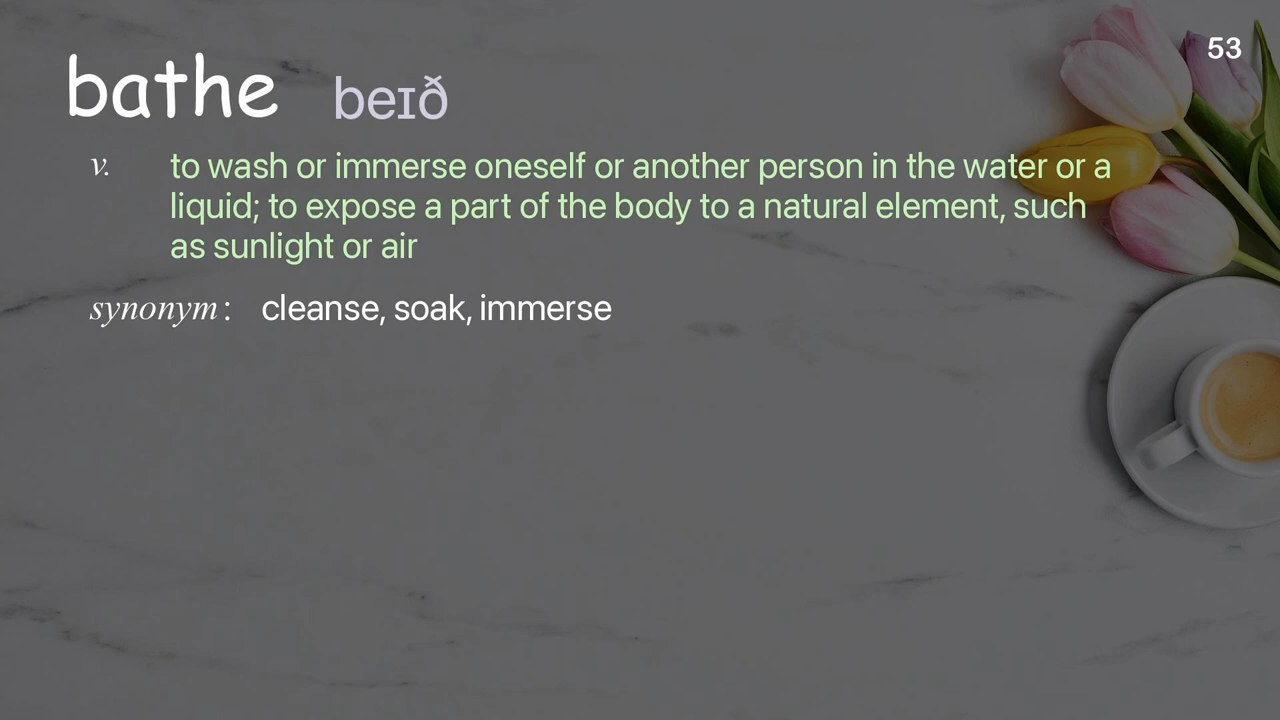 53
bathe beɪð
v. to wash or immerse oneself or another person in the water or a
liquid; to expose a part of the body to a natural element, such
as sunlight or air
synonym: cleanse, soak, immerse